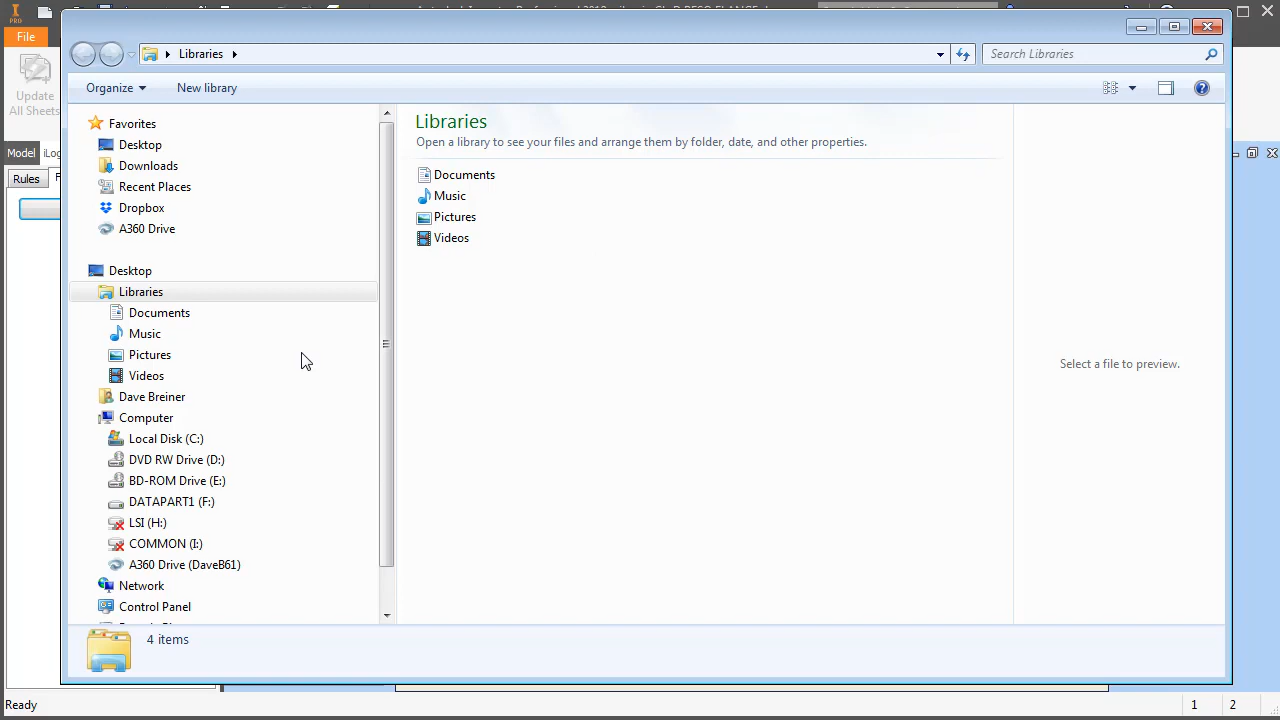 PRO
File
Update
All Sheets
Model
Rules
Ready
1
2
Libraries
Search Libraries
Organize
New library
Favorites
Desktop
Downloads
Recent Places
Dropbox
A360 Drive
Desktop
Libraries
Documents
Music
Pictures
Videos
Dave Breiner
Computer
Local Disk (C:)
DVD RW Drive (D:)
BD-ROM Drive (E:)
DATAPART1 (F:)
LSI (H:)
COMMON (I:)
A360 Drive (DaveB61)
Network
Control Panel
Libraries
Open a library to see your files and arrange them by folder, date, and other properties.
Documents
Music
Pictures
Videos
Select a file to preview.
4 items